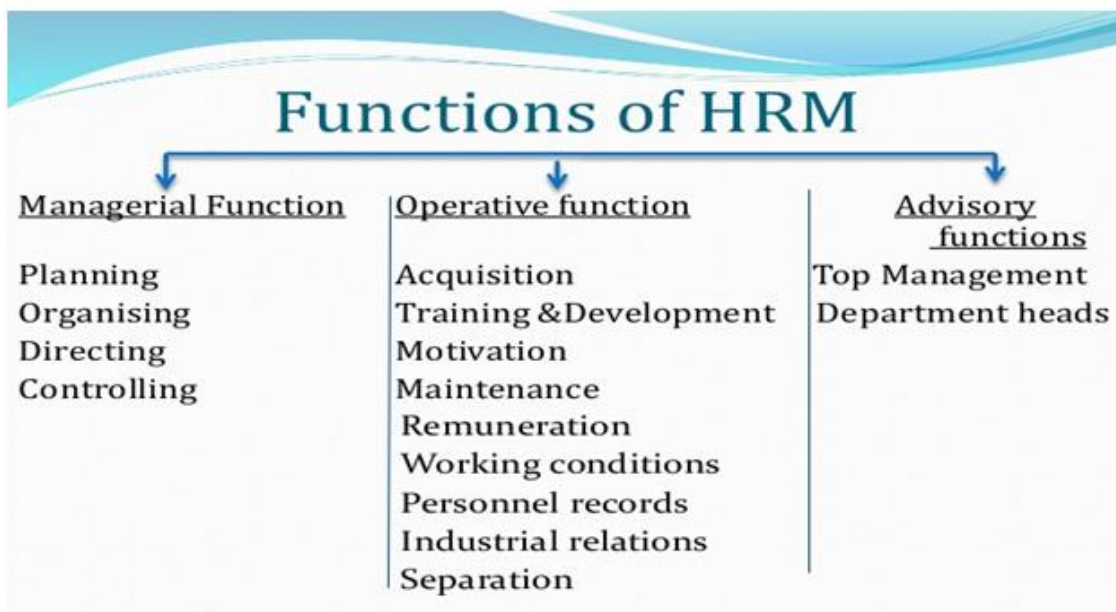 Functions of HRM
Managerial Function
Planning
Organising
Directing
Controlling
Operative function
Acquisition
Training &Development
Motivation
Maintenance
Remuneration
Working conditions
Personnel records
Industrial relations
Separation
Advisory
functions
Top Management
Department heads